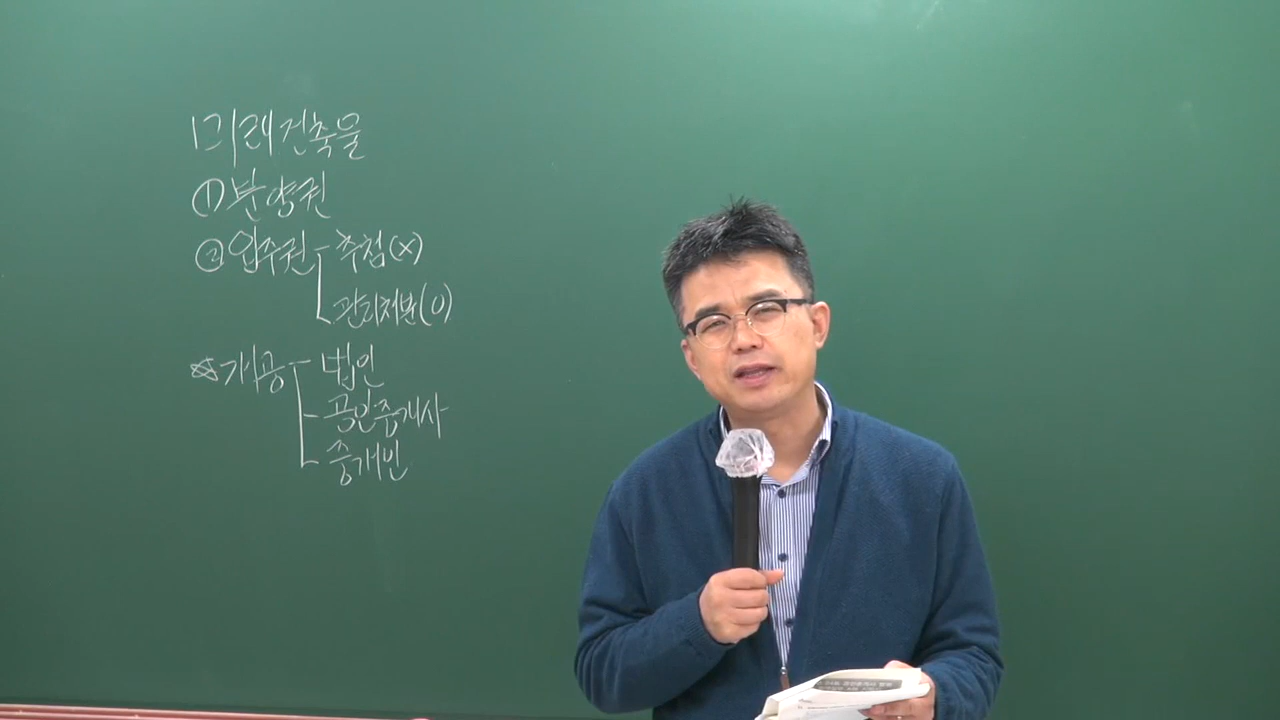 미래건축물
①분양권
②입주권 추첨(X)
관리처분(O)
☆개공 법인
공인중개사
중개인